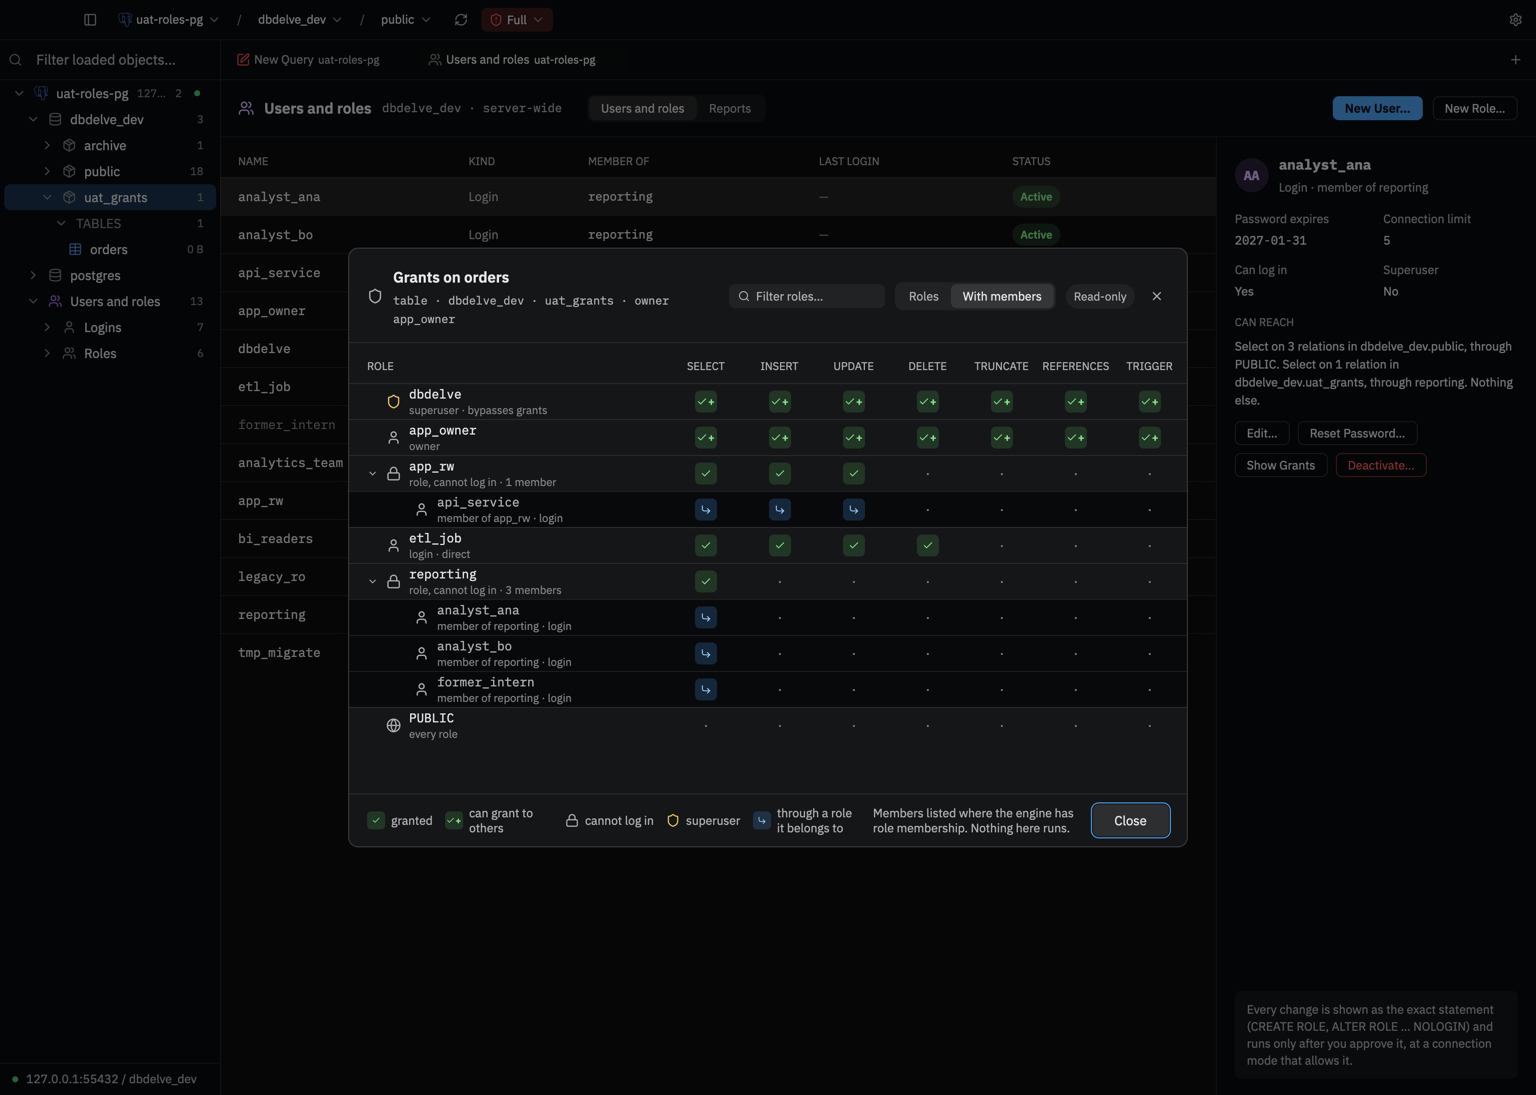 uat-roles-pg / dbdelve_dev / public Full
Filter loaded objects...
New Query uat-roles-pg
Users and roles uat-roles-pg
uat-roles-pg 127... 2
dbdelve_dev 3
archive 1
public 18
uat_grants 1
TABLES 1
orders 0 B
postgres
Users and roles 13
Logins 7
Roles 6
127.0.0.1:55432 / dbdelve_dev
Users and roles dbdelve_dev · server-wide
Users and roles
Reports
New User...
New Role...
NAME KIND MEMBER OF LAST LOGIN STATUS
analyst_ana Login reporting — Active
analyst_bo Login reporting — Active
api_service
app_owner
dbdelve
etl_job
former_intern
analytics_team
app_rw
bi_readers
legacy_ro
reporting
tmp_migrate
Grants on orders
table · dbdelve_dev · uat_grants · owner
app_owner
Filter roles...
Roles
With members
Read-only
ROLE SELECT INSERT UPDATE DELETE TRUNCATE REFERENCES TRIGGER
dbdelve
superuser · bypasses grants
app_owner
owner
app_rw
role, cannot log in · 1 member
api_service
member of app_rw · login
etl_job
login · direct
reporting
role, cannot log in · 3 members
analyst_ana
member of reporting · login
analyst_bo
member of reporting · login
former_intern
member of reporting · login
PUBLIC
every role
granted
can grant to
others
cannot log in
superuser
through a role
it belongs to
Members listed where the engine has
role membership. Nothing here runs.
Close
AA
analyst_ana
Login · member of reporting
Password expires
2027-01-31
Connection limit
5
Can log in
Yes
Superuser
No
CAN REACH
Select on 3 relations in dbdelve_dev.public, through
PUBLIC. Select on 1 relation in
dbdelve_dev.uat_grants, through reporting. Nothing
else.
Edit...
Reset Password...
Show Grants
Deactivate...
Every change is shown as the exact statement
(CREATE ROLE, ALTER ROLE ... NOLOGIN) and
runs only after you approve it, at a connection
mode that allows it.